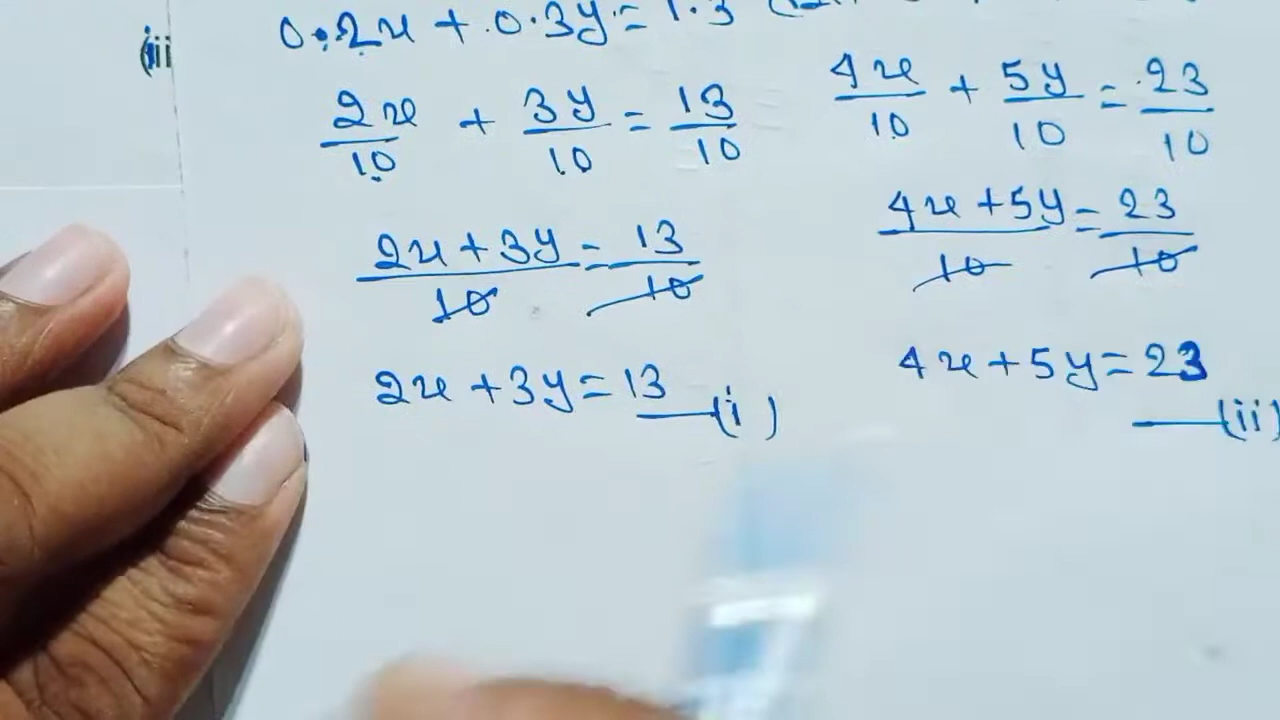 (ii 0.2x + 0.3y = 1.3
2x/10 + 3y/10 = 13/10
4x/10 + 5y/10 = 23/10
2x + 3y/10 = 13/10
4x + 5y/10 = 23/10
2x + 3y = 13 —(i)
4x + 5y = 23 —(ii)